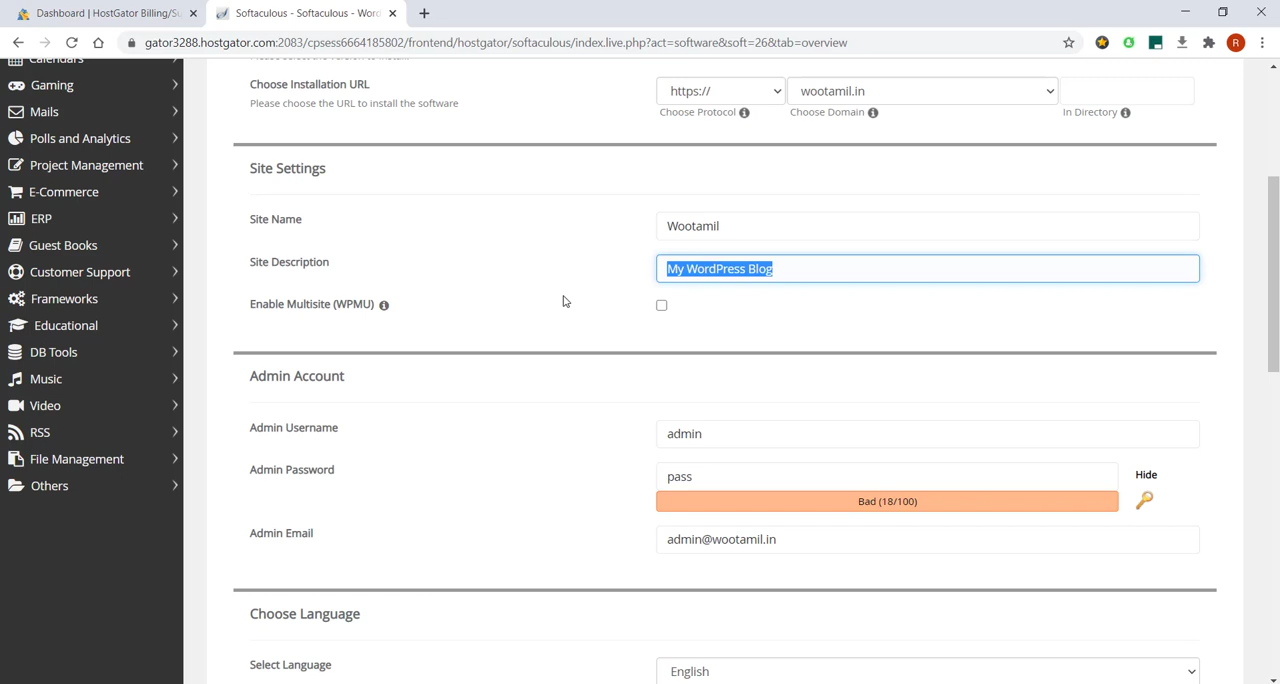 Dashboard | HostGator Billing/Su
Softaculous - Softaculous - Word
gator3288.hostgator.com:2083/cpsess6664185802/frontend/hostgator/softaculous/index.live.php?act=software&soft=26&tab=overview
R
Calendars
Gaming
Mails
Polls and Analytics
Project Management
E-Commerce
ERP
Guest Books
Customer Support
Frameworks
Educational
DB Tools
Music
Video
RSS
File Management
Others
Choose Installation URL
Please choose the URL to install the software
https://
wootamil.in
Choose Protocol
Choose Domain
In Directory
Site Settings
Site Name
Wootamil
Site Description
My WordPress Blog
Enable Multisite (WPMU)
Admin Account
Admin Username
admin
Admin Password
pass
Hide
Bad (18/100)
Admin Email
admin@wootamil.in
Choose Language
Select Language
English